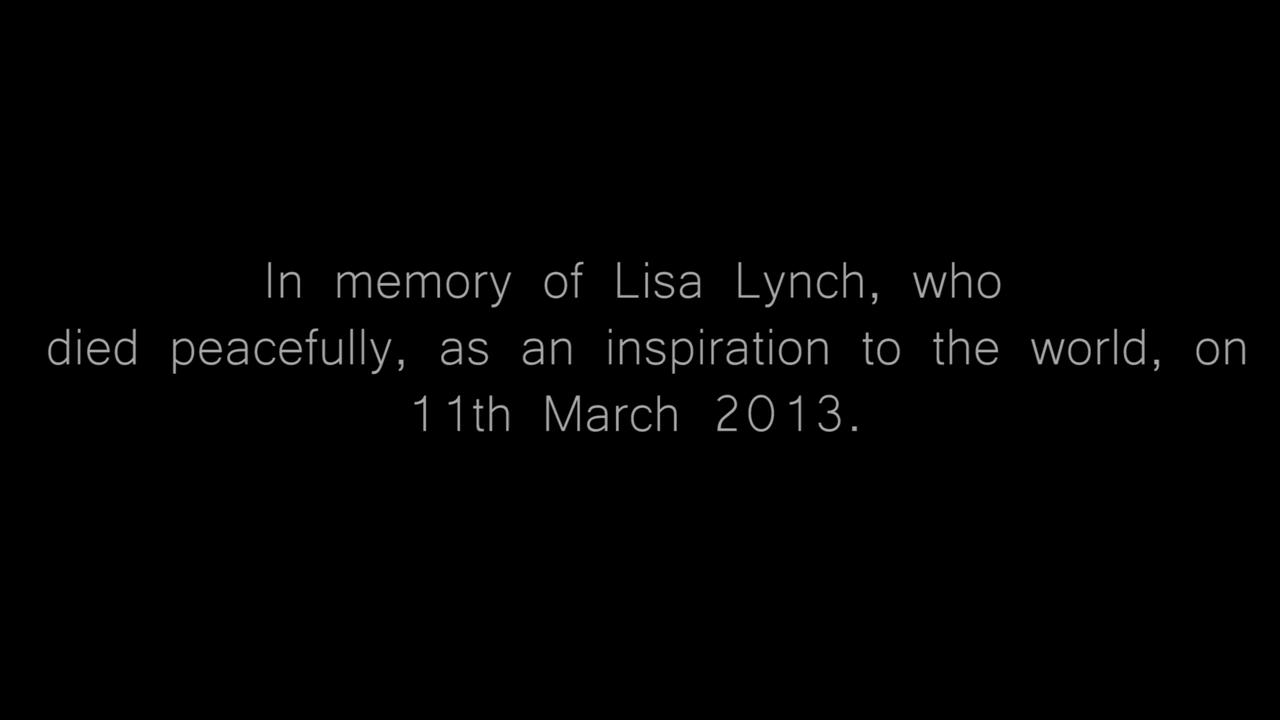 In memory of Lisa Lynch, who
died peacefully, as an inspiration to the world, on
11th March 2013.